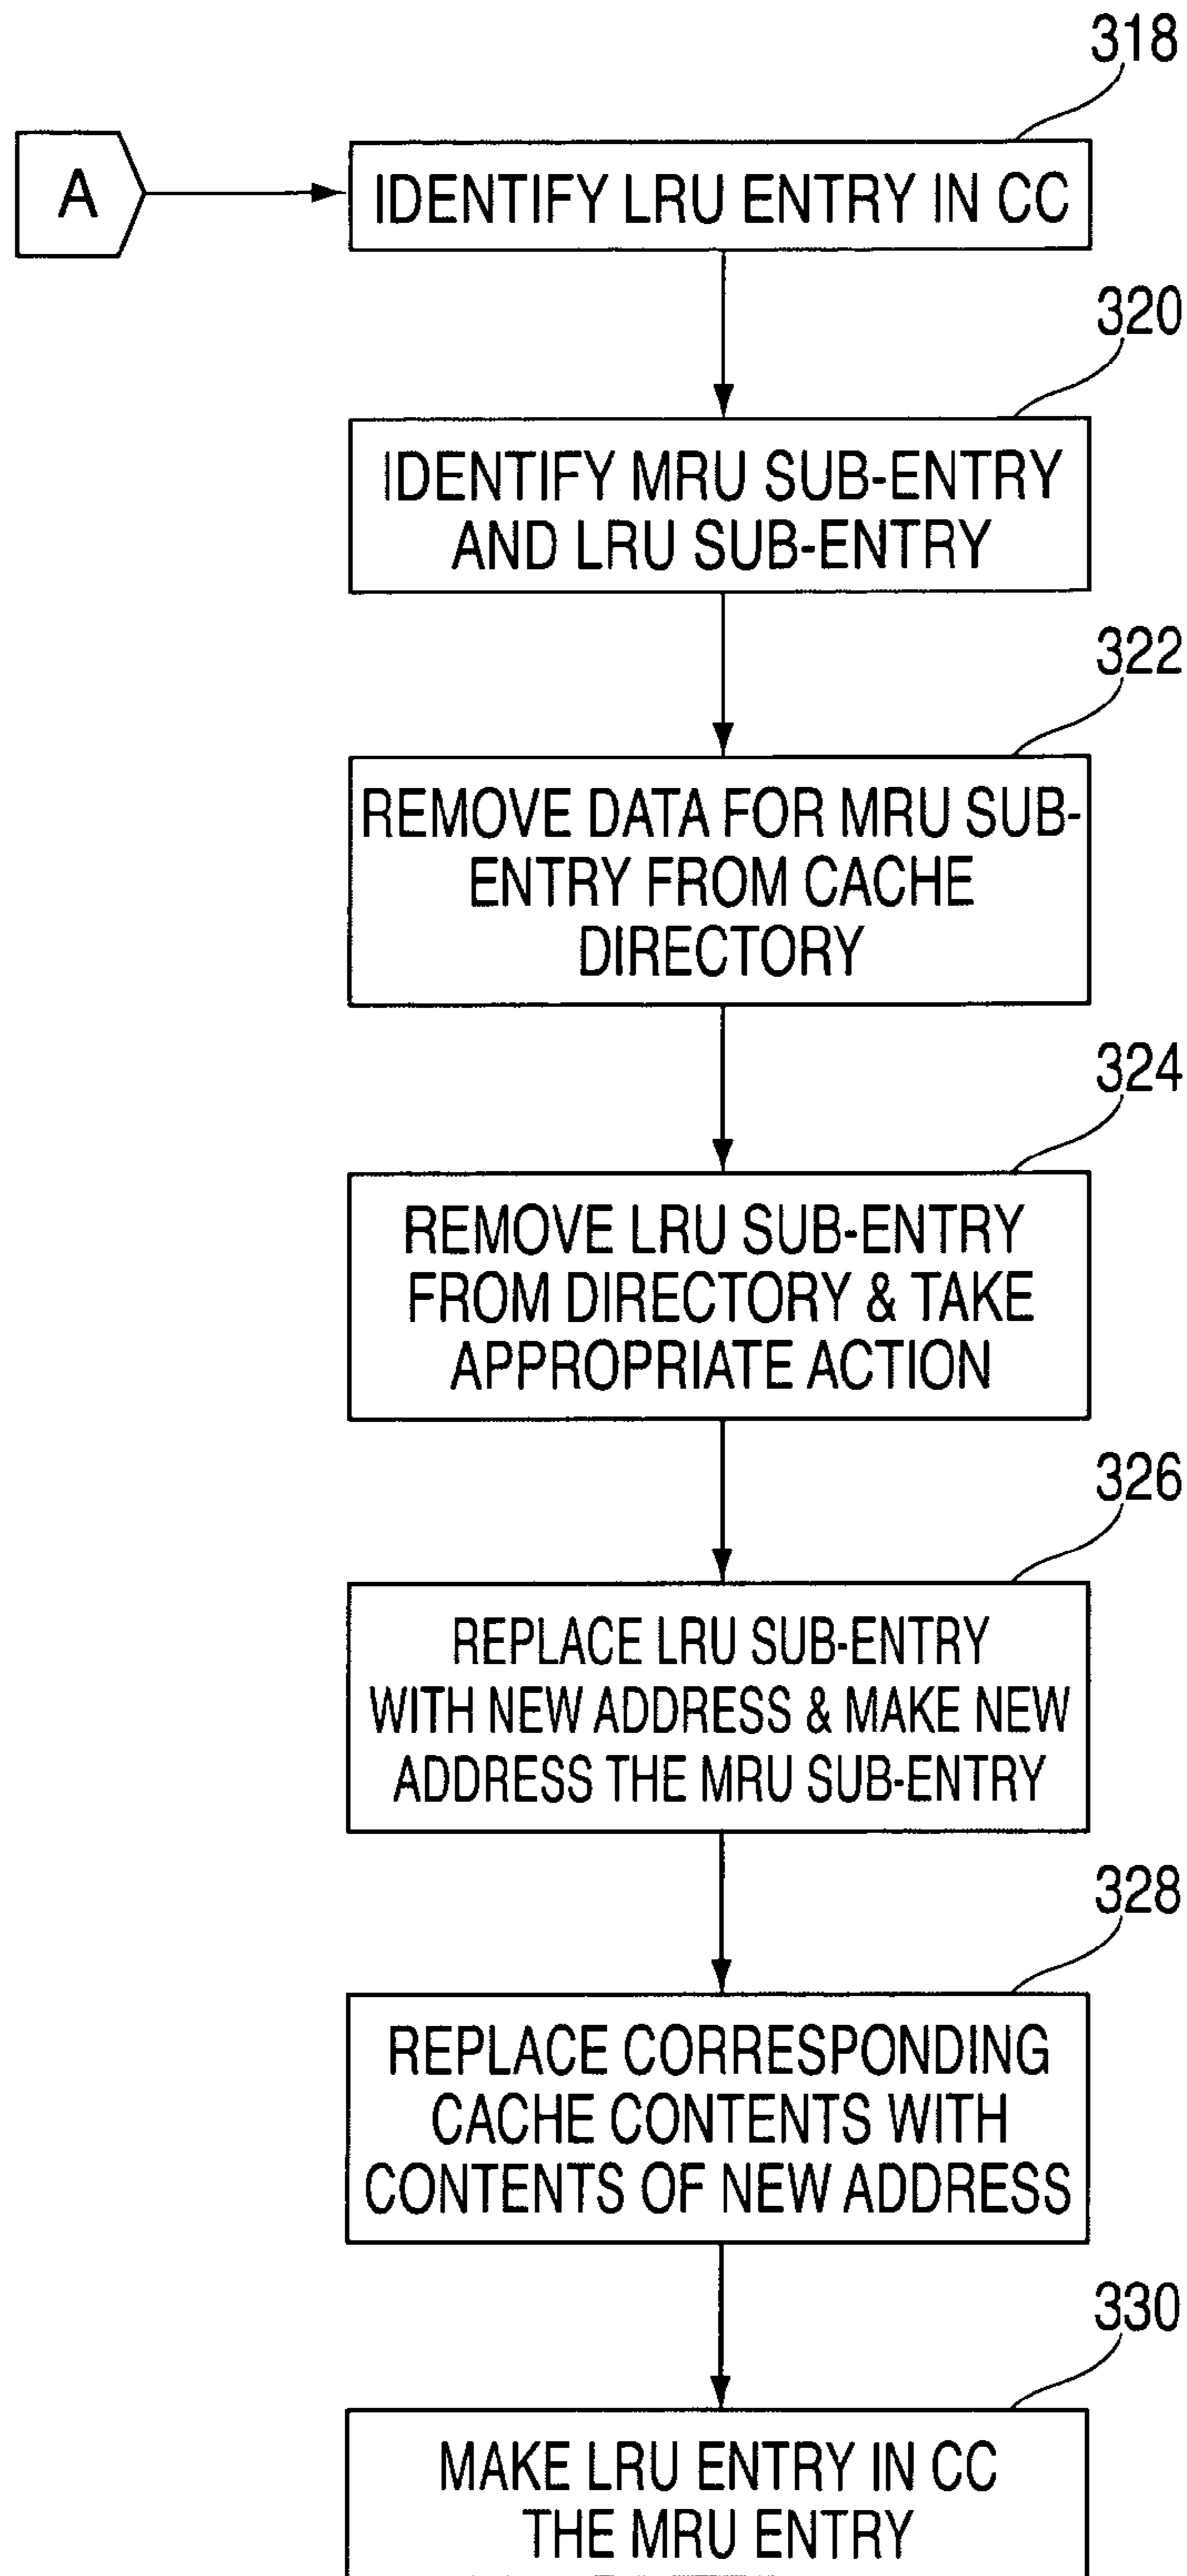 318
A
IDENTIFY LRU ENTRY IN CC
320
IDENTIFY MRU SUB-ENTRY
AND LRU SUB-ENTRY
322
REMOVE DATA FOR MRU SUB-
ENTRY FROM CACHE
DIRECTORY
324
REMOVE LRU SUB-ENTRY
FROM DIRECTORY & TAKE
APPROPRIATE ACTION
326
REPLACE LRU SUB-ENTRY
WITH NEW ADDRESS & MAKE NEW
ADDRESS THE MRU SUB-ENTRY
328
REPLACE CORRESPONDING
CACHE CONTENTS WITH
CONTENTS OF NEW ADDRESS
330
MAKE LRU ENTRY IN CC
THE MRU ENTRY